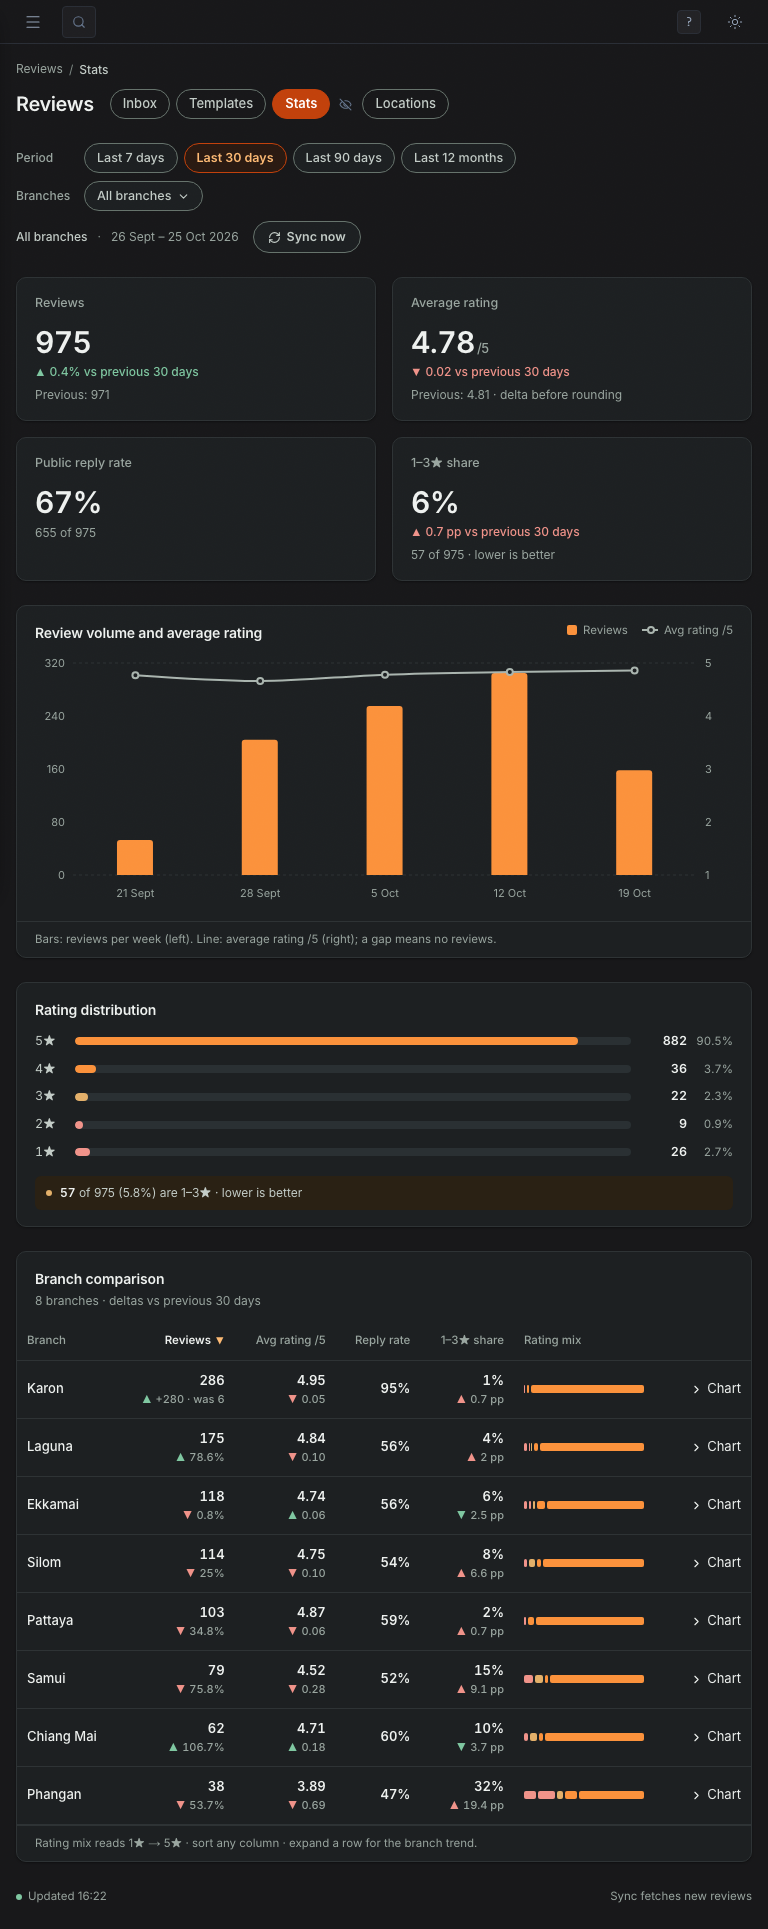 ?
Reviews / Stats
Reviews Inbox Templates Stats Locations
Period Last 7 days Last 30 days Last 90 days Last 12 months
Branches All branches
All branches · 26 Sept – 25 Oct 2026 Sync now
Reviews
975
▲ 0.4% vs previous 30 days
Previous: 971
Average rating
4.78/5
▼ 0.02 vs previous 30 days
Previous: 4.81 · delta before rounding
Public reply rate
67%
655 of 975
1–3★ share
6%
▲ 0.7 pp vs previous 30 days
57 of 975 · lower is better
Review volume and average rating
Reviews Avg rating /5
320 5
240 4
160 3
80 2
0 1
21 Sept 28 Sept 5 Oct 12 Oct 19 Oct
Bars: reviews per week (left). Line: average rating /5 (right); a gap means no reviews.
Rating distribution
5★ 882 90.5%
4★ 36 3.7%
3★ 22 2.3%
2★ 9 0.9%
1★ 26 2.7%
57 of 975 (5.8%) are 1–3★ · lower is better
Branch comparison
8 branches · deltas vs previous 30 days
Branch Reviews ▼ Avg rating /5 Reply rate 1–3★ share Rating mix
Karon 286 4.95 95% 1% Chart
▲ +280 · was 6 ▼ 0.05 ▲ 0.7 pp
Laguna 175 4.84 56% 4% Chart
▲ 78.6% ▼ 0.10 ▲ 2 pp
Ekkamai 118 4.74 56% 6% Chart
▼ 0.8% ▲ 0.06 ▼ 2.5 pp
Silom 114 4.75 54% 8% Chart
▼ 25% ▼ 0.10 ▲ 6.6 pp
Pattaya 103 4.87 59% 2% Chart
▼ 34.8% ▼ 0.06 ▲ 0.7 pp
Samui 79 4.52 52% 15% Chart
▼ 75.8% ▼ 0.28 ▲ 9.1 pp
Chiang Mai 62 4.71 60% 10% Chart
▲ 106.7% ▲ 0.18 ▼ 3.7 pp
Phangan 38 3.89 47% 32% Chart
▼ 53.7% ▼ 0.69 ▲ 19.4 pp
Rating mix reads 1★ → 5★ · sort any column · expand a row for the branch trend.
Updated 16:22 Sync fetches new reviews